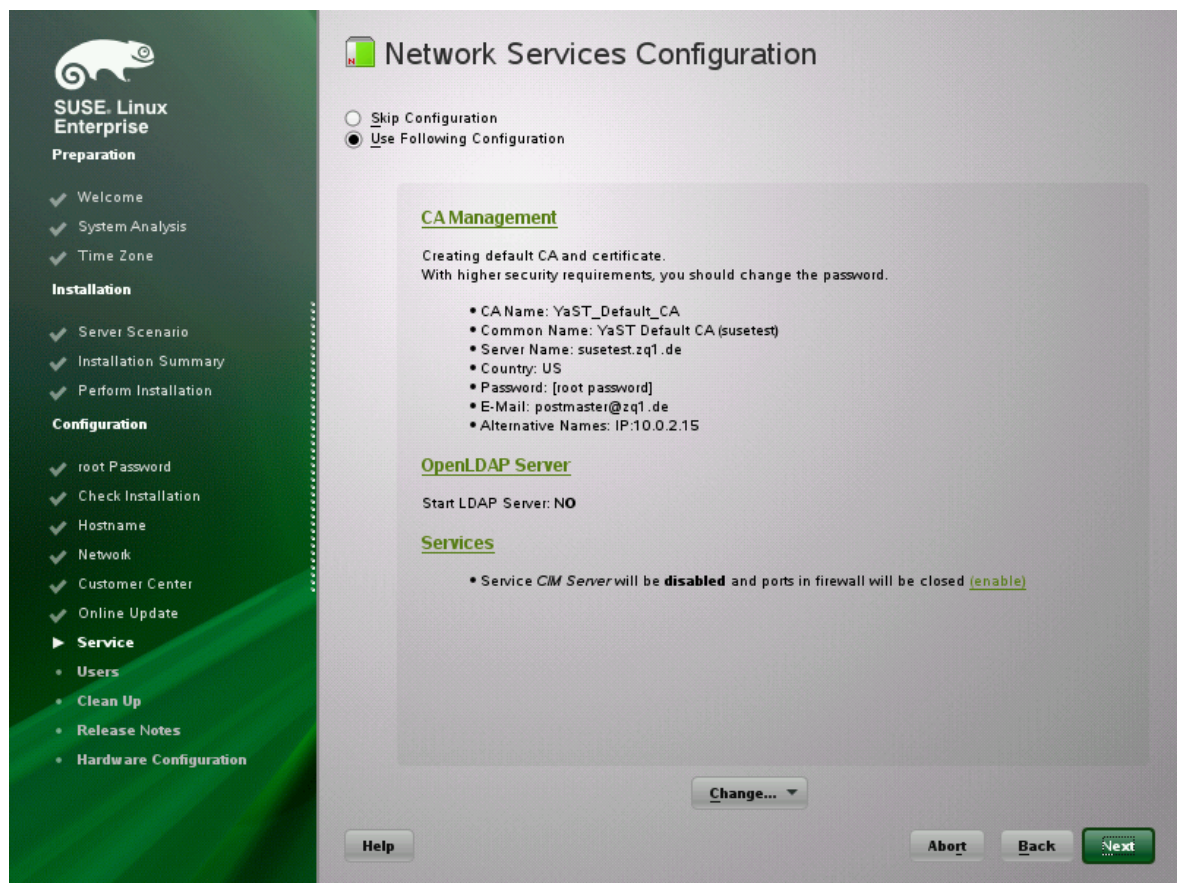 SUSE. Linux
Enterprise
Preparation
Welcome
System Analysis
Time Zone
Installation
Server Scenario
Installation Summary
Perform Installation
Configuration
root Password
Check Installation
Hostname
Network
Customer Center
Online Update
Service
Users
Clean Up
Release Notes
Hardware Configuration
N
Network Services Configuration
Skip Configuration
Use Following Configuration
CA Management
Creating default CA and certificate.
With higher security requirements, you should change the password.
• CA Name: YaST_Default_CA
• Common Name: YaST Default CA (susetest)
• Server Name: susetest.zq1.de
• Country: US
• Password: [root password]
• E-Mail: postmaster@zq1.de
• Alternative Names: IP:10.0.2.15
OpenLDAP Server
Start LDAP Server: NO
Services
• Service CIM Server will be disabled and ports in firewall will be closed (enable)
Change...
Help
Abort
Back
Next